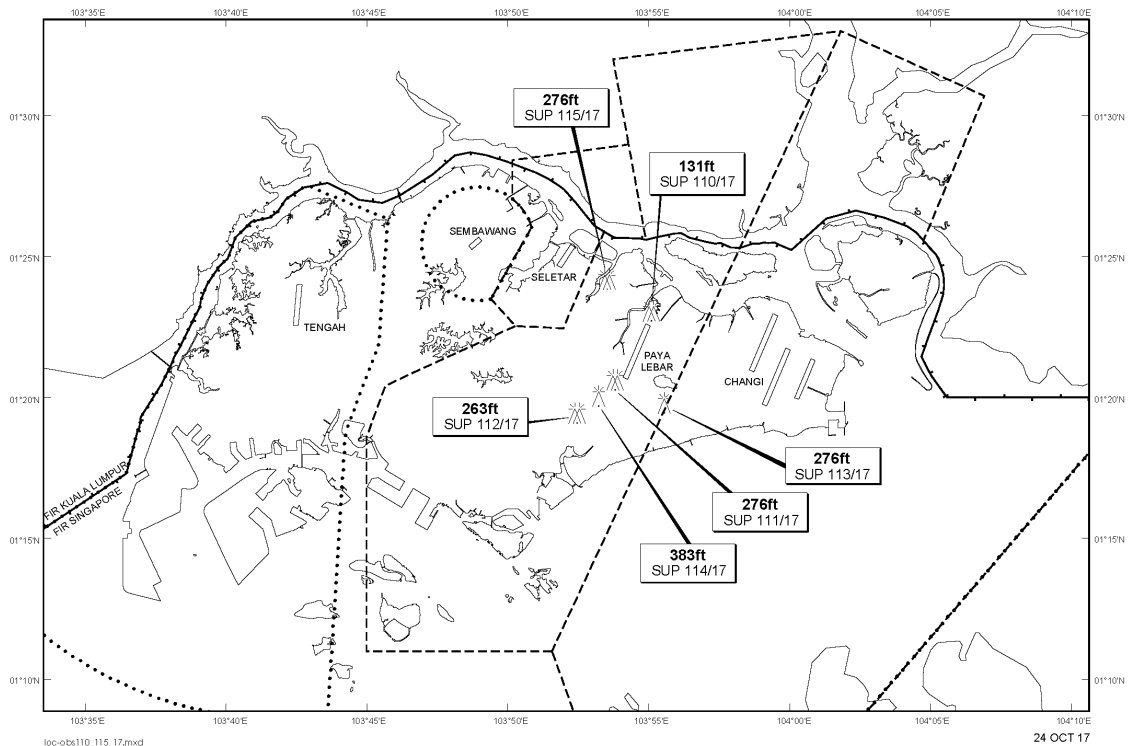 103°35'E
103°40'E
103°45'E
103°50'E
103°55'E
104°00'E
104°05'E
104°10'E
01°30'N
01°30'N
276ft
SUP 115/17
131ft
SUP 110/17
SEMBAWANG
SELETAR
01°25'N
01°25'N
TENGAH
PAYA
LEBAR
CHANGI
01°20'N
01°20'N
263ft
SUP 112/17
276ft
SUP 113/17
FIR KUALA LUMPUR
FIR SINGAPORE
276ft
SUP 111/17
01°15'N
01°15'N
383ft
SUP 114/17
01°10'N
01°10'N
103°35'E
103°40'E
103°45'E
103°50'E
103°55'E
104°00'E
104°05'E
104°10'E
loc-obs110_115_17.mxd
24 OCT 17